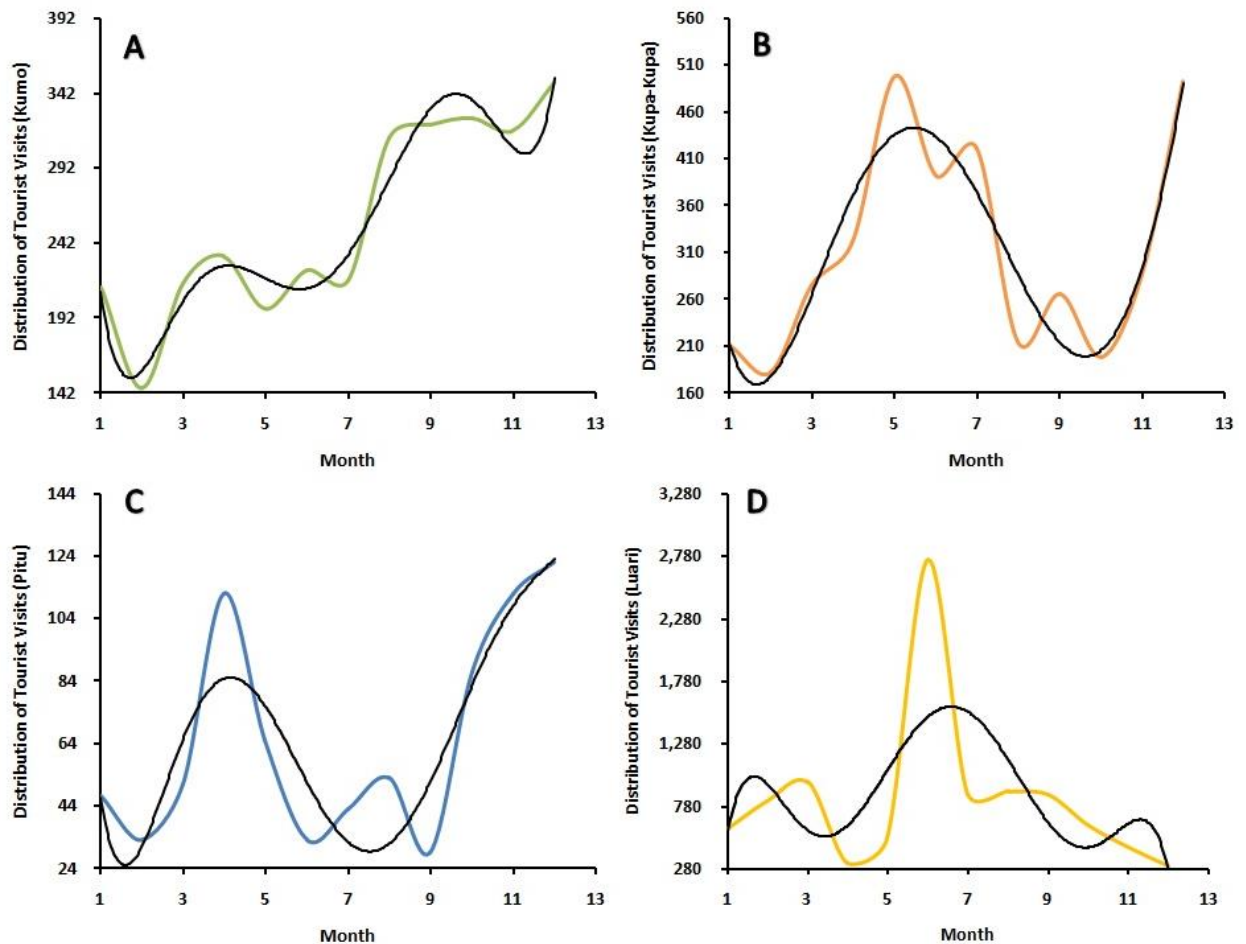 A
Distribution of Tourist Visits (Kumo)
392
342
292
242
192
142
1 3 5 7 9 11 13
Month
B
Distribution of Tourist Visits (Kupa-Kupa)
560
510
460
410
360
310
260
210
160
1 3 5 7 9 11 13
Month
C
Distribution of Tourist Visits (Pitu)
144
124
104
84
64
44
24
1 3 5 7 9 11 13
Month
D
Distribution of Tourist Visits (Luari)
3,280
2,780
2,280
1,780
1,280
780
280
1 3 5 7 9 11 13
Month